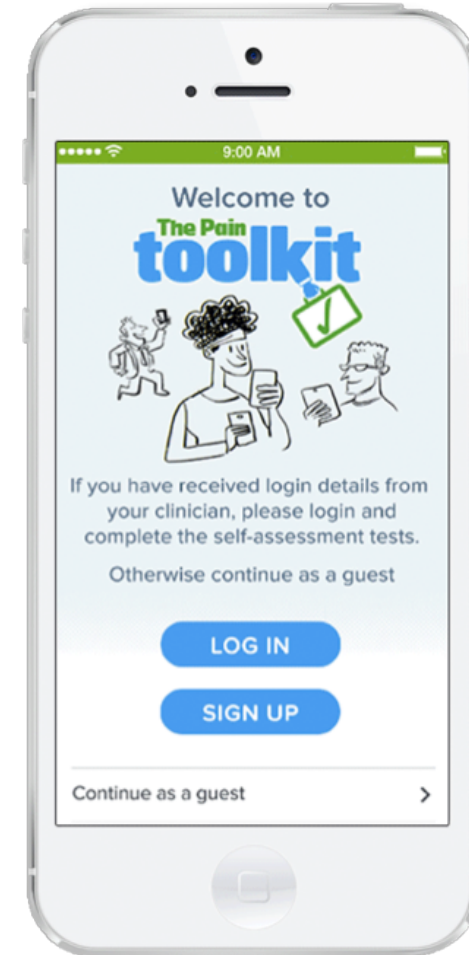 9:00 AM
Welcome to
The Pain
toolkit
If you have received login details from
your clinician, please login and
complete the self-assessment tests.
Otherwise continue as a guest
LOG IN
SIGN UP
Continue as a guest